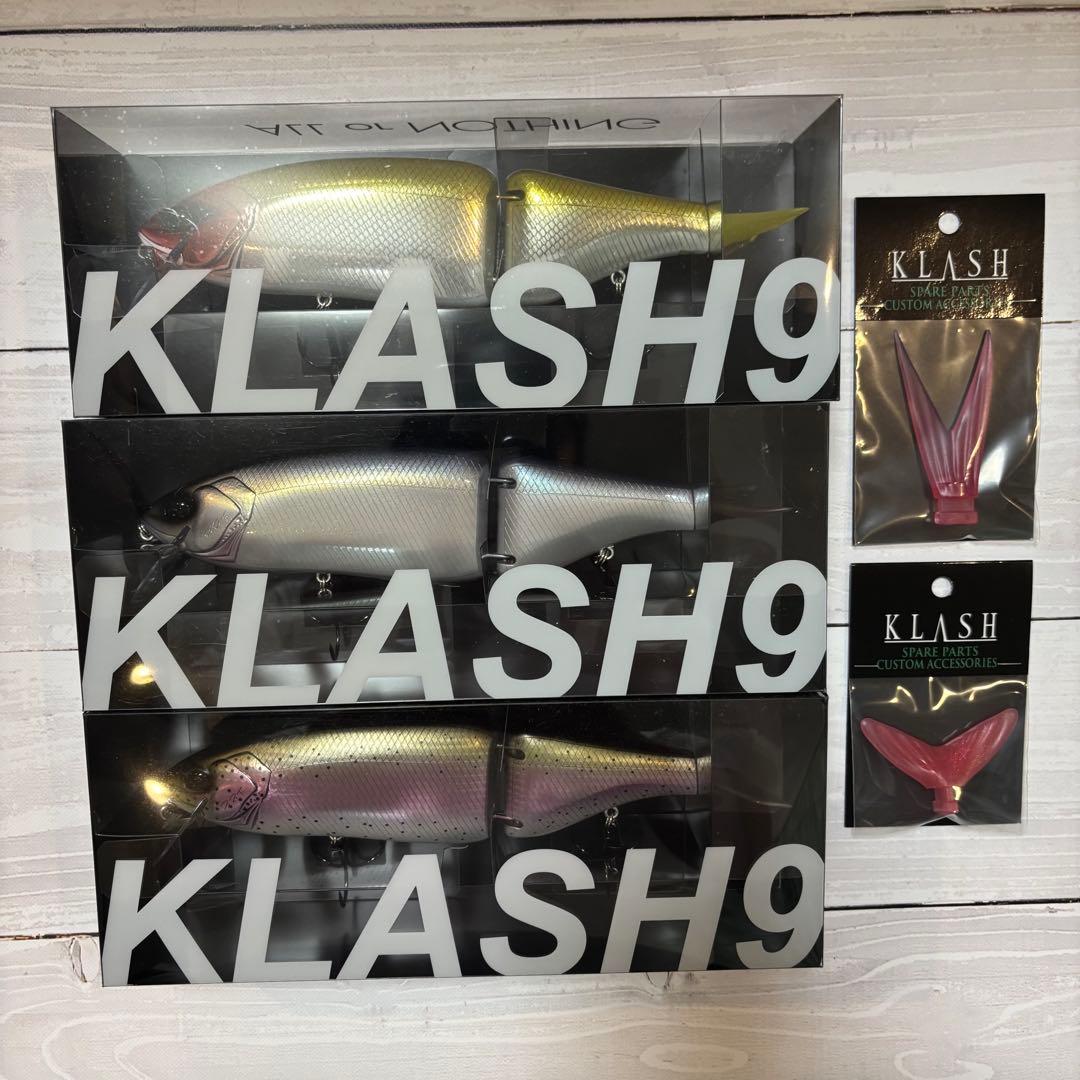 ALL or NOTHING
KLASH9
KLASH9
KLASH9
KLASH
SPARE PARTS
CUSTOM ACCESSORIES
KLASH
SPARE PARTS
CUSTOM ACCESSORIES